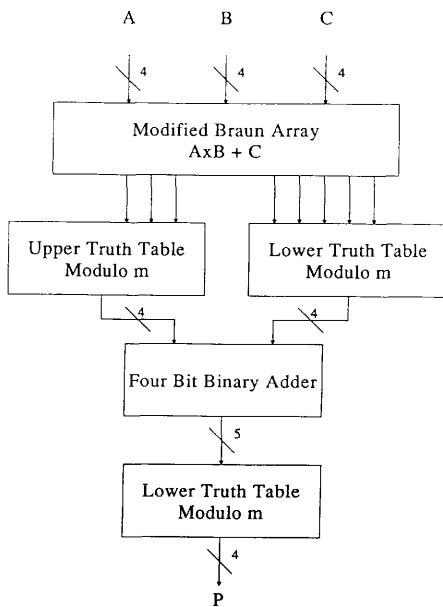 A B C
4 4 4
Modified Braun Array
AxB + C
Upper Truth Table
Modulo m
Lower Truth Table
Modulo m
4 4
Four Bit Binary Adder
5
Lower Truth Table
Modulo m
4
P